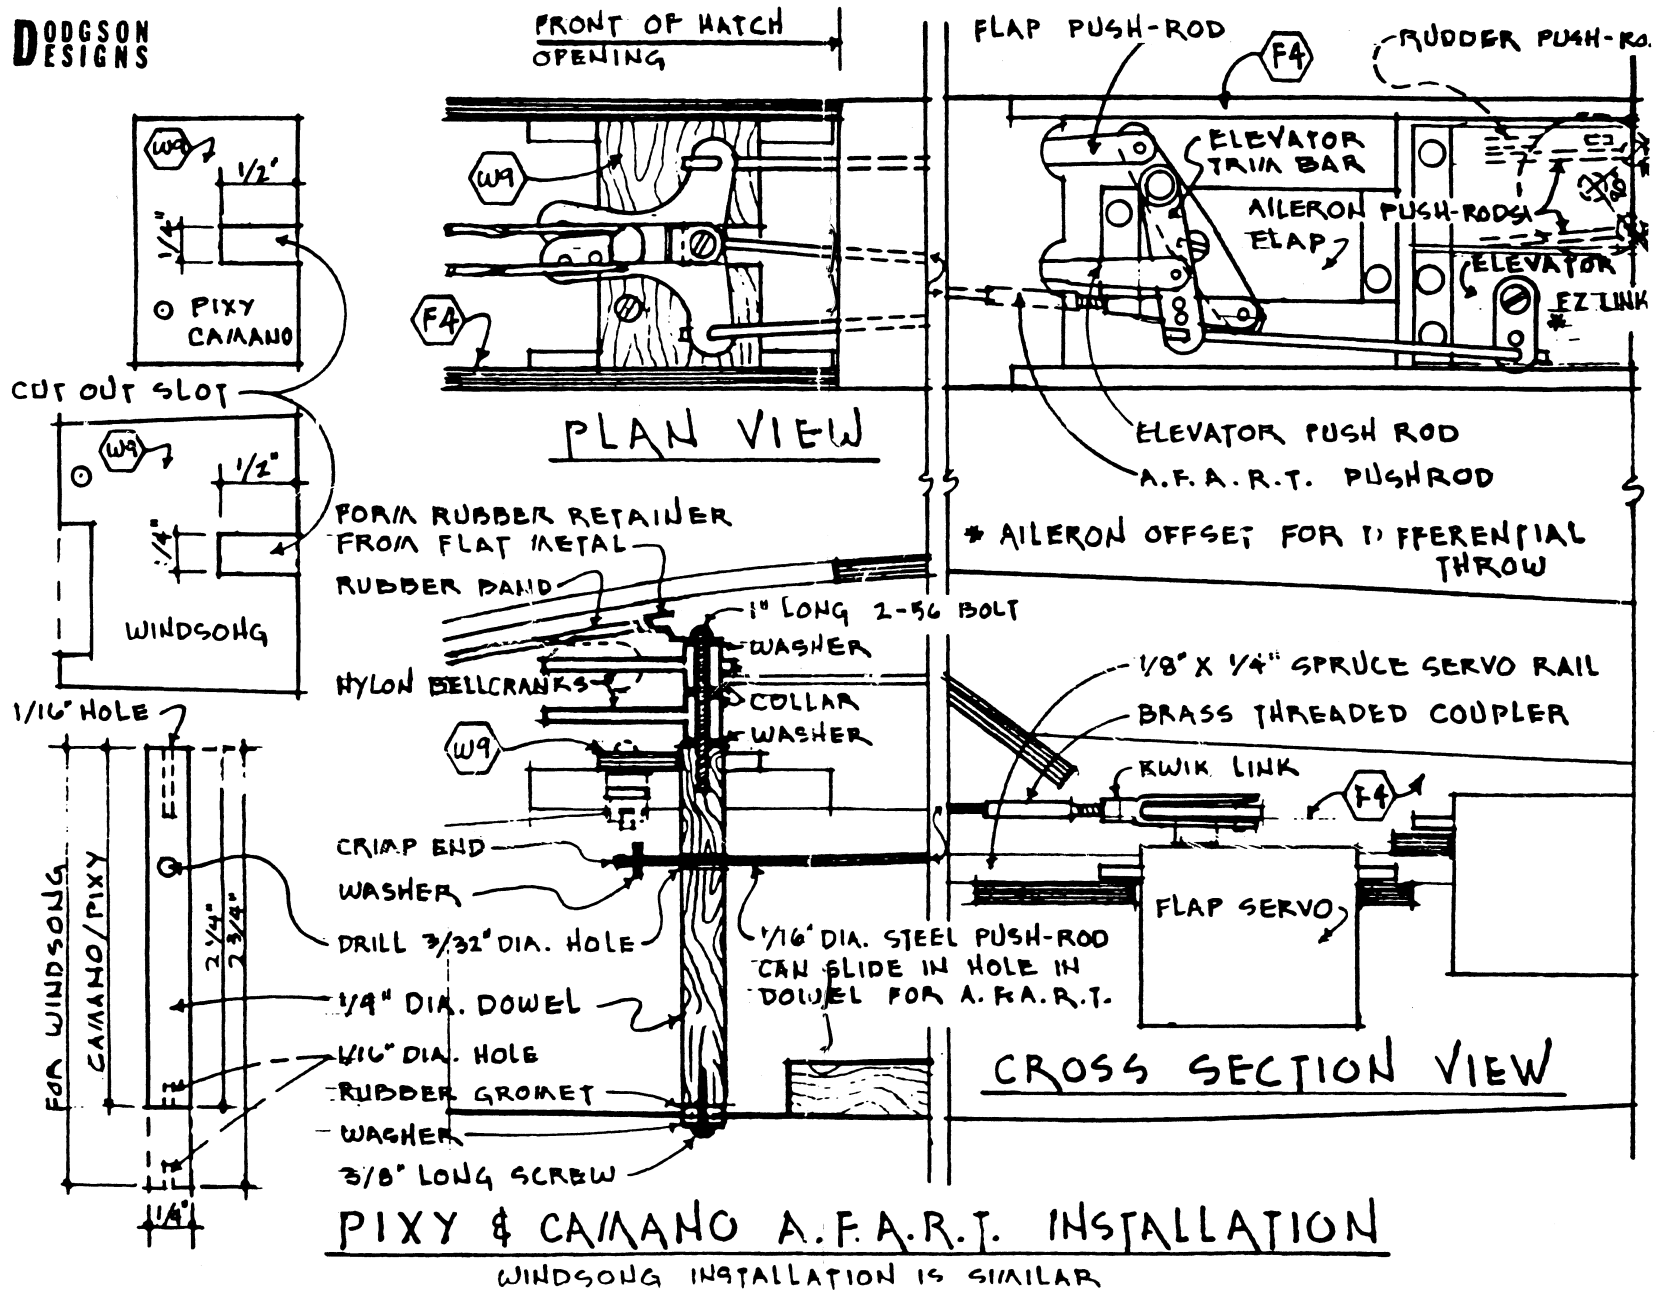 DODGSON
DESIGNS
FRONT OF HATCH
OPENING
FLAP PUSH-ROD
F4
RUDDER PUSH-RO
W9
1/2"
1/4"
PIXY
CAMANO
W9
F4
ELEVATOR
TRIM BAR
AILERON PUSH-RODS
FLAP
ELEVATOR
EZ LINK
*
CUT OUT SLOT
PLAN VIEW
ELEVATOR PUSH ROD
A.F.A.R.T. PUSHROD
W9
1/2"
1/4"
WINDSONG
* AILERON OFFSET FOR DIFFERENTIAL
THROW
FORM RUBBER RETAINER
FROM FLAT METAL
RUBBER BAND
1" LONG 2-56 BOLT
WASHER
NYLON BELLCRANKS
COLLAR
WASHER
W9
1/8" X 1/4" SPRUCE SERVO RAIL
BRASS THREADED COUPLER
KWIK LINK
F4
1/16" HOLE
FOR WINDSONG
CAMANO/PIXY
2 1/4"
2 3/4"
1/4"
CRIMP END
WASHER
DRILL 3/32" DIA. HOLE
1/4" DIA. DOWEL
1/16" DIA. HOLE
RUBBER GROMET
WASHER
3/8" LONG SCREW
1/16" DIA. STEEL PUSH-ROD
CAN SLIDE IN HOLE IN
DOWEL FOR A.F.A.R.T.
FLAP SERVO
CROSS SECTION VIEW
PIXY & CAMANO A.F.A.R.T. INSTALLATION
WINDSONG INSTALLATION IS SIMILAR